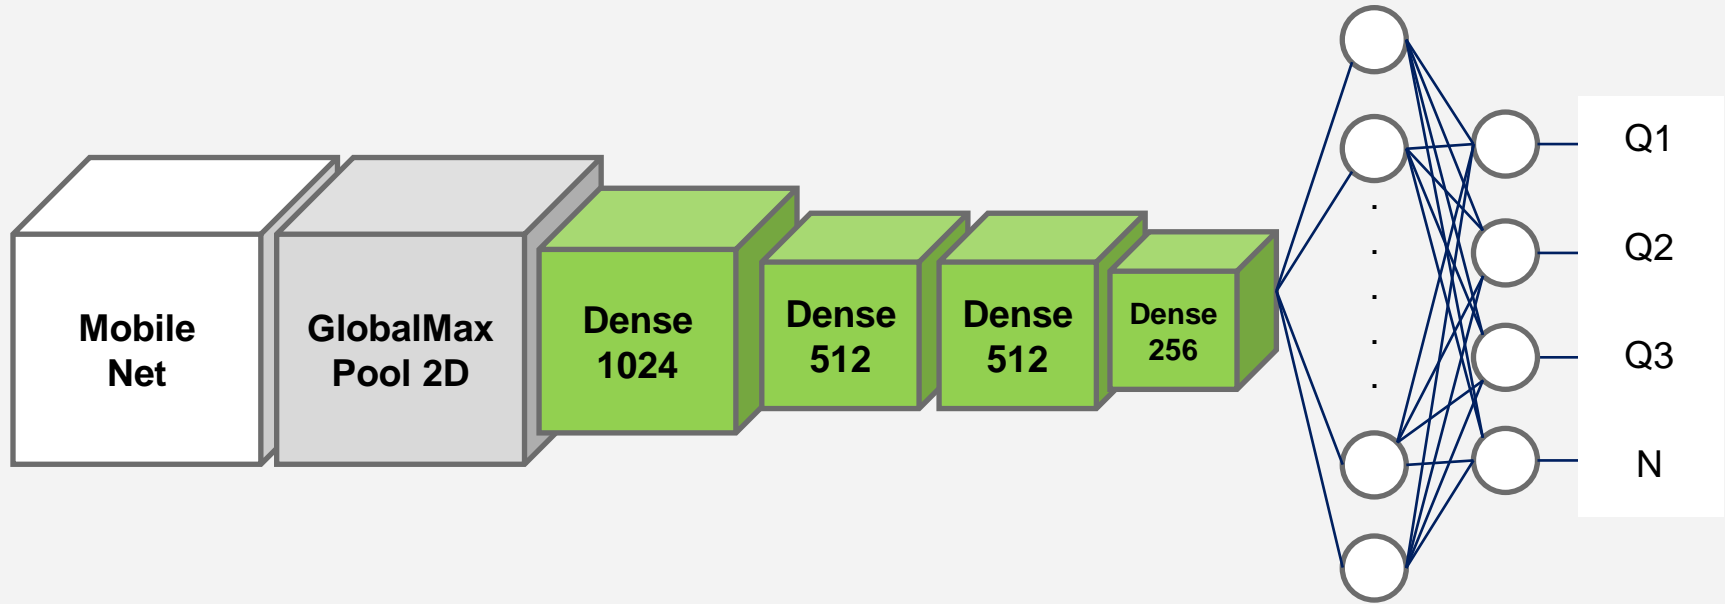 Mobile
Net
GlobalMax
Pool 2D
Dense
1024
Dense
512
Dense
512
Dense
256
Q1
Q2
Q3
N